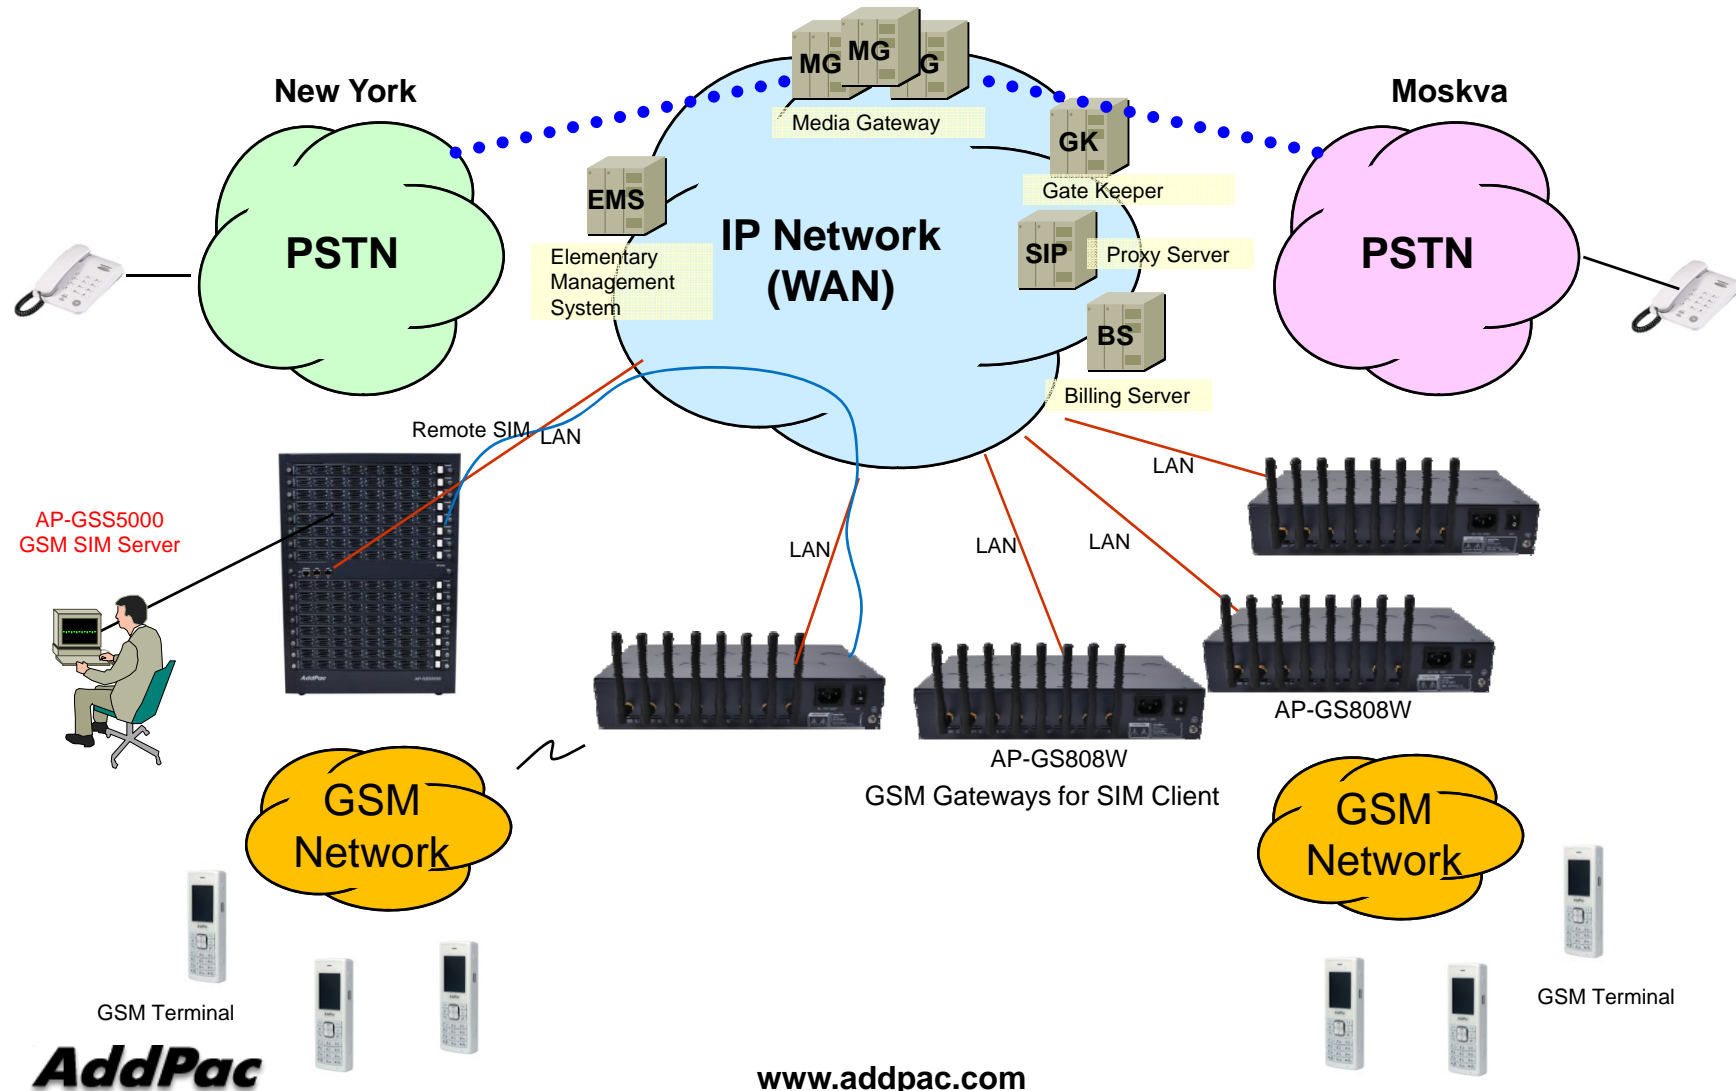 New York
MG
MG
G
Media Gateway
Moskva
GK
Gate Keeper
EMS
Elementary
Management
System
IP Network
(WAN)
SIP
Proxy Server
BS
Billing Server
PSTN
PSTN
Remote SIM
LAN
LAN
LAN
LAN
LAN
AP-GSS5000
GSM SIM Server
AddPac
AP-GS808W
AP-GS808W
GSM Gateways for SIM Client
GSM
Network
GSM
Network
GSM Terminal
GSM Terminal
AddPac
www.addpac.com